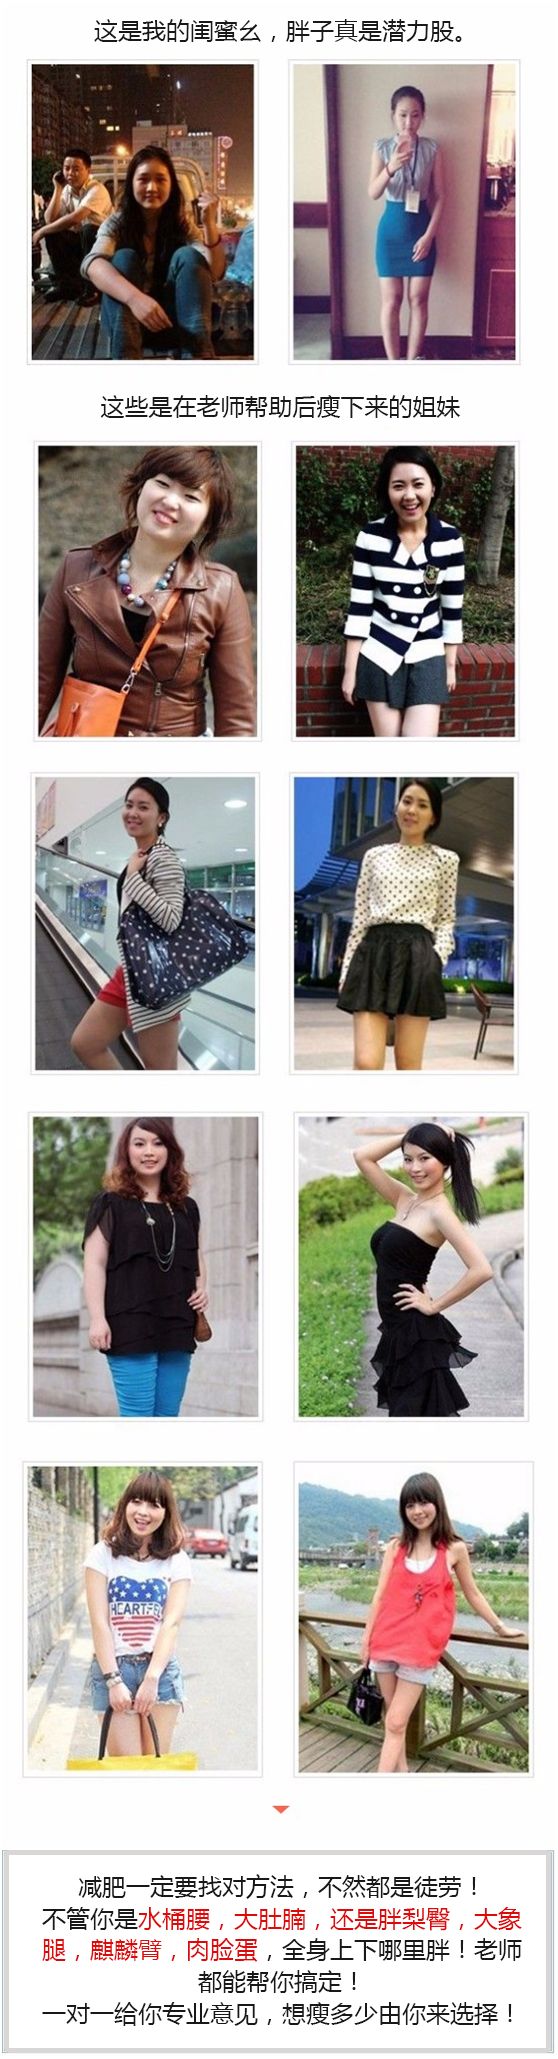 这是我的闺蜜幺，胖子真是潜力股。
这些是在老师帮助后瘦下来的姐妹
HCARTFEL
减肥一定要找对方法，不然都是徒劳！
不管你是水桶腰，大肚腩，还是胖梨臀，大象
腿，麒麟臂，肉脸蛋，全身上下哪里胖！老师
都能帮你搞定！
一对一给你专业意见，想瘦多少由你来选择！